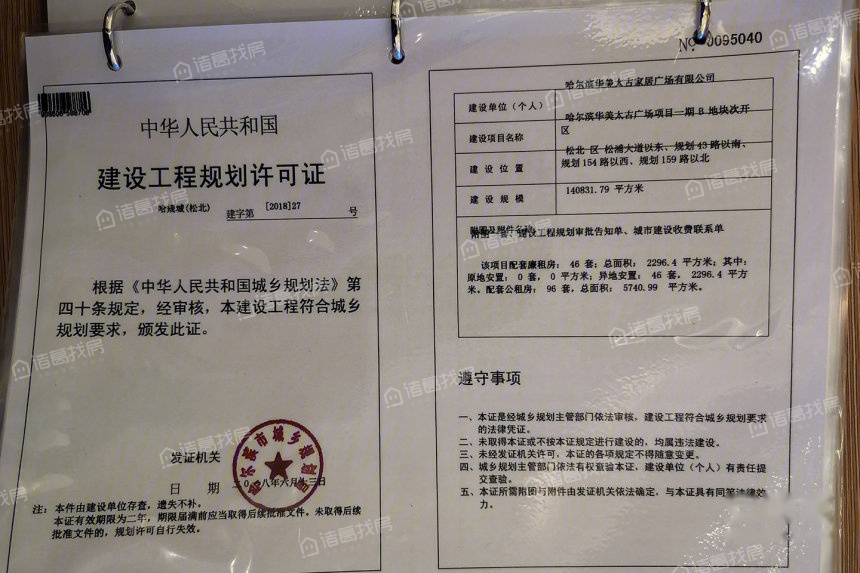 诸葛找房
№ 0095040
中华人民共和国
建设工程规划许可证
建字第 [2018]27 号
根据《中华人民共和国城乡规划法》第
四十条规定，经审核，本建设工程符合城乡
规划要求，颁发此证。
发证机关
日 期
注：本件由建设单位存查，遗失不补。
本证有效期限为二年，期限届满前应当取得后续批准文件。未取得后续
批准文件的，规划许可自行失效。
哈尔滨华美太古家居广场有限公司
建设单位（个人）
哈尔滨华美太古广场项目一期 B 地块次开
建设项目名称
区
松北 区 松浦大道以东、规划 43 路以南、
建 设 位 置
规划 154 路以西、规划 159 路以北
建 设 规 模
140831.79 平方米
附图及附件名称
建设工程规划审批告知单、城市建设收费联系单
该项目配套廉租房： 46 套；总面积： 2296.4 平方米；其中：
原地安置： 0 套， 0 平方米；异地安置： 46 套， 2296.4 平方
米。配套公租房： 96 套，总面积： 5740.99 平方米。
遵守事项
一、本证是经城乡规划主管部门依法审核，建设工程符合城乡规划要求
的法律凭证。
二、未取得本证或不按本证规定进行建设的，均属违法建设。
三、未经发证机关许可，本证的各项规定不得随意变更。
四、城乡规划主管部门依法有权查验本证，建设单位（个人）有责任提
交查验。
五、本证所需附图与附件由发证机关依法确定，与本证具有同等法律效
力。